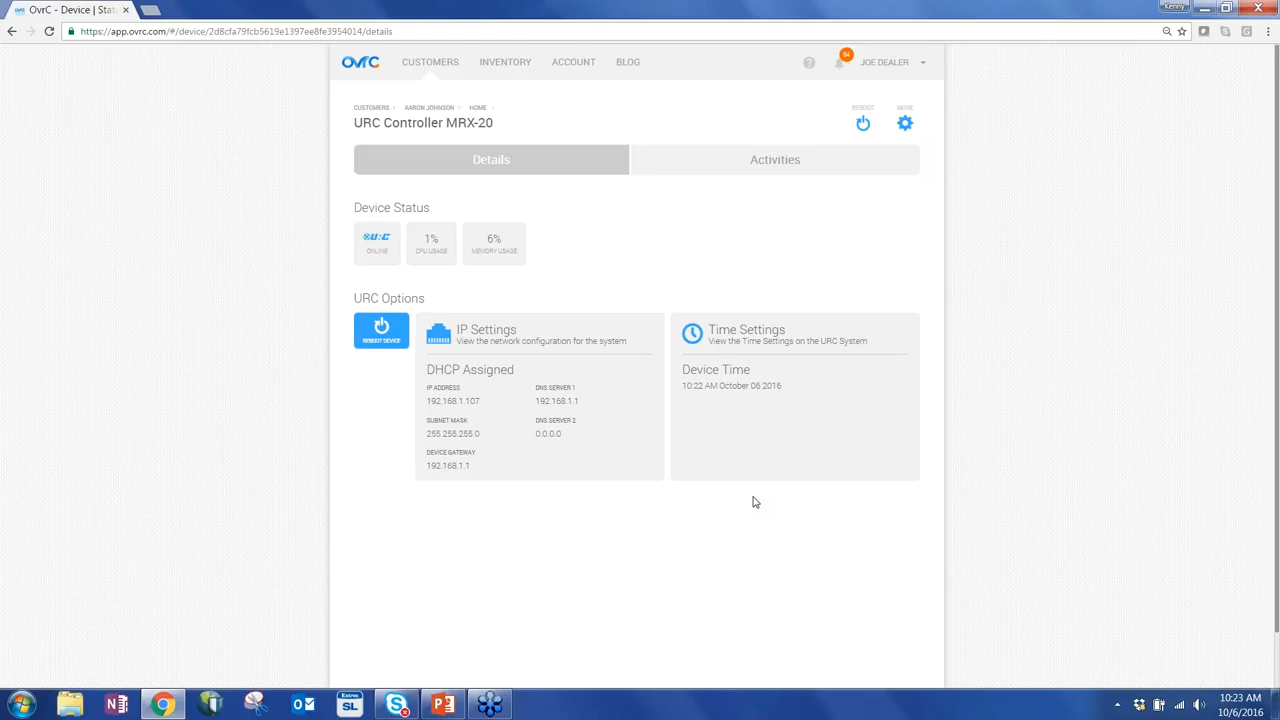 Kenny
OvrC - Device | Stat
https://app.ovrc.com/#/device/2d8cfa79fcb5619e1397ee8fe3954014/details
OVRC
CUSTOMERS
INVENTORY
ACCOUNT
BLOG
?
84
JOE DEALER
CUSTOMERS
AARON JOHNSON
HOME
URC Controller MRX-20
REBOOT
MORE
Details
Activities
Device Status
URC
ONLINE
1%
CPU USAGE
6%
MEMORY USAGE
URC Options
REBOOT DEVICE
IP Settings
View the network configuration for the system
DHCP Assigned
IP ADDRESS
192.168.1.107
DNS SERVER 1
192.168.1.1
SUBNET MASK
255.255.255.0
DNS SERVER 2
0.0.0.0
DEVICE GATEWAY
192.168.1.1
Time Settings
View the Time Settings on the URC System
Device Time
10:22 AM October 06 2016
Extron
SL
10:23 AM
10/6/2016